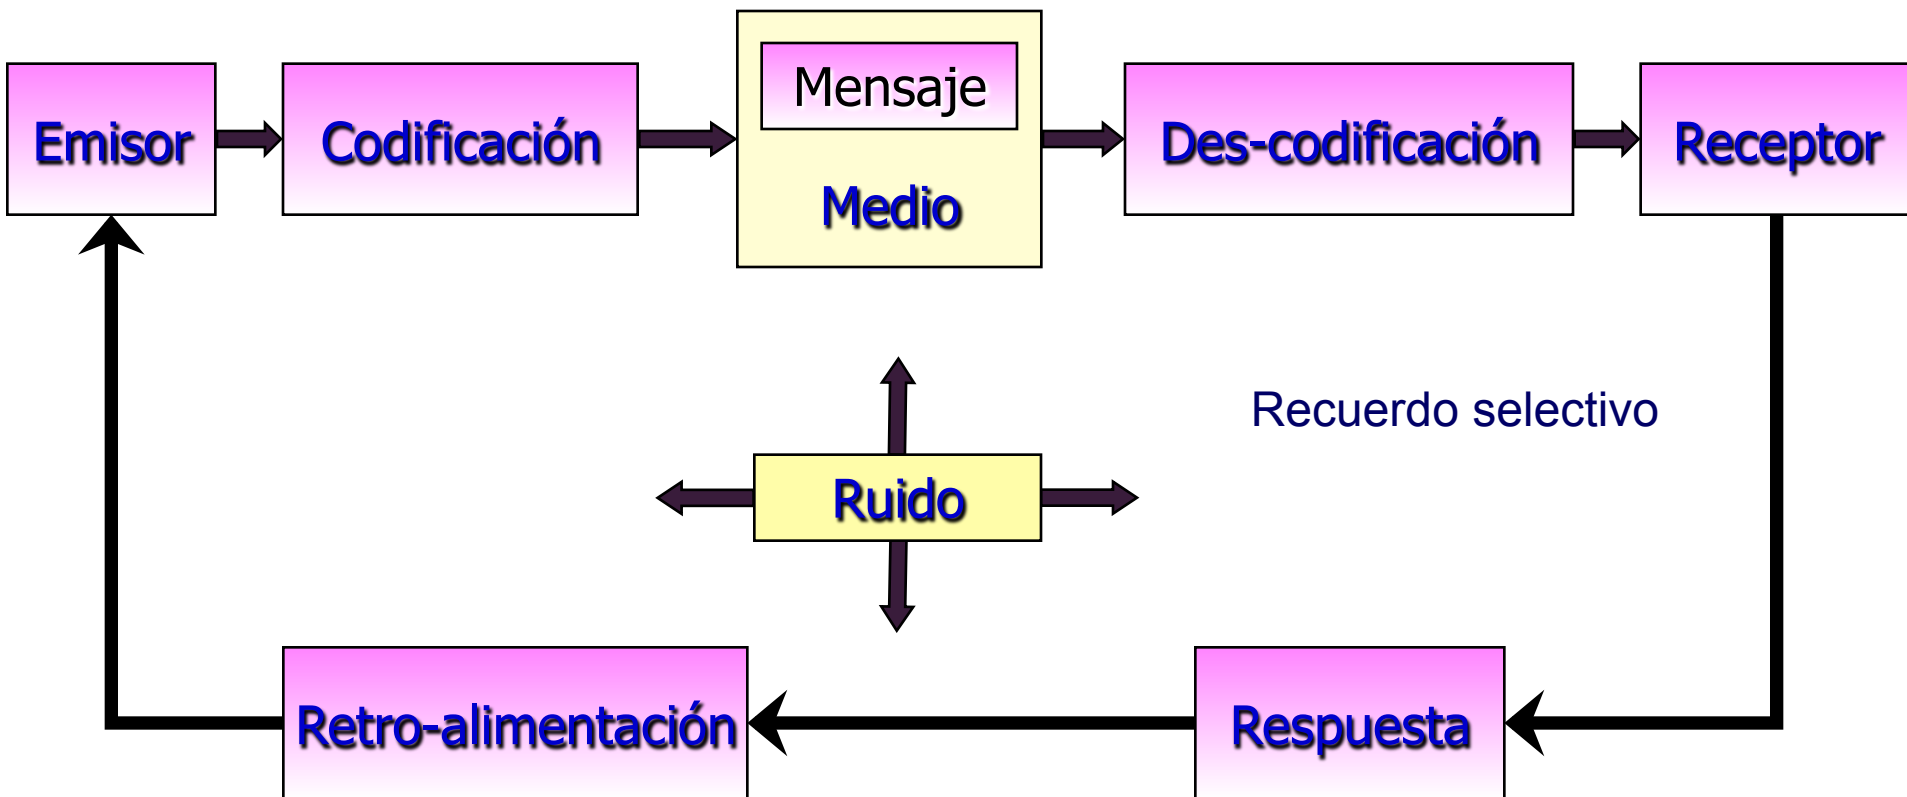 Mensaje
Emisor
Codificación
Medio
Des-codificación
Receptor
Recuerdo selectivo
Ruido
Retro-alimentación
Respuesta